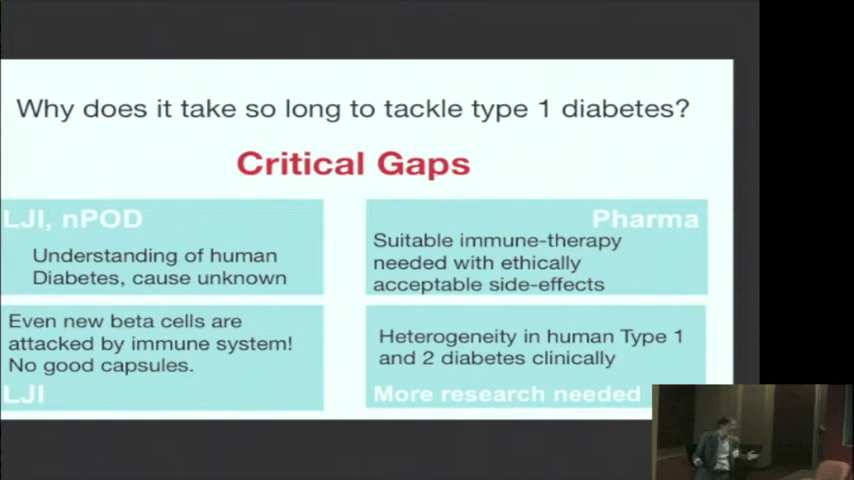 Why does it take so long to tackle type 1 diabetes?
Critical Gaps
LJI, nPOD
Understanding of human
Diabetes, cause unknown
Pharma
Suitable immune-therapy
needed with ethically
acceptable side-effects
Even new beta cells are
attacked by immune system!
No good capsules.
LJI
Heterogeneity in human Type 1
and 2 diabetes clinically
More research needed